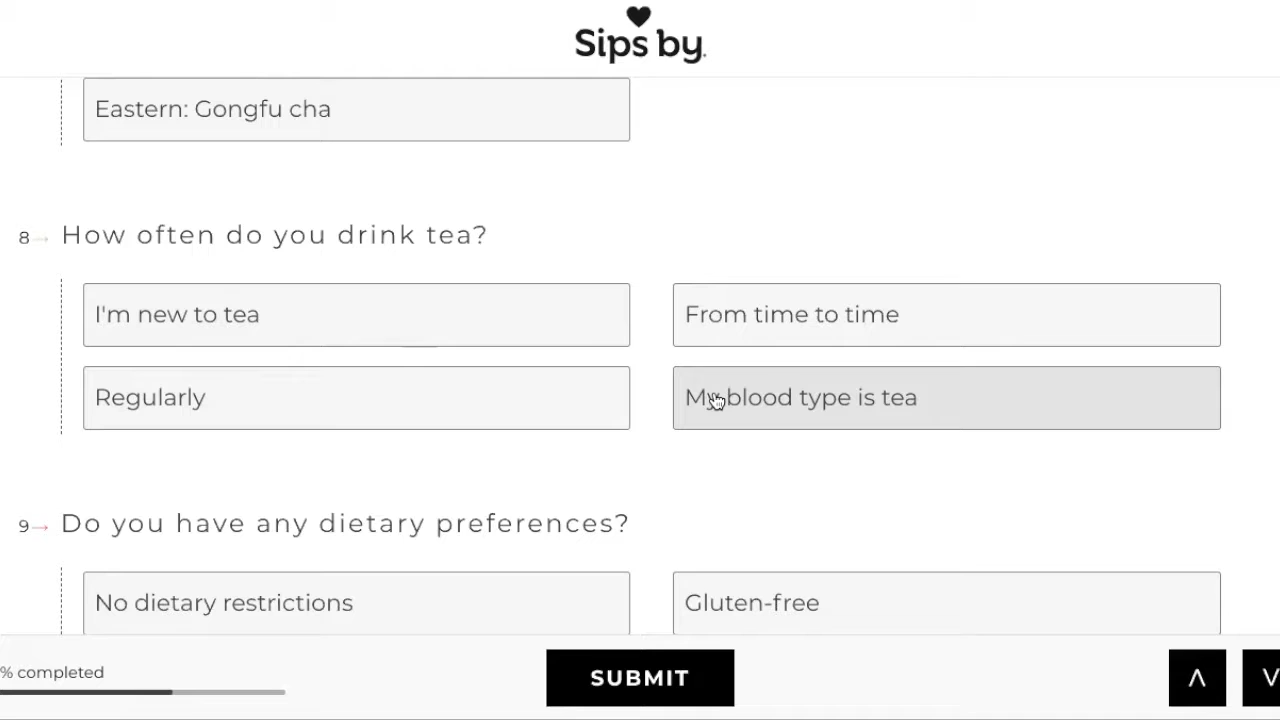 Sips by.
Eastern: Gongfu cha
8→ How often do you drink tea?
I'm new to tea
From time to time
Regularly
My blood type is tea
9→ Do you have any dietary preferences?
No dietary restrictions
Gluten-free
% completed
SUBMIT